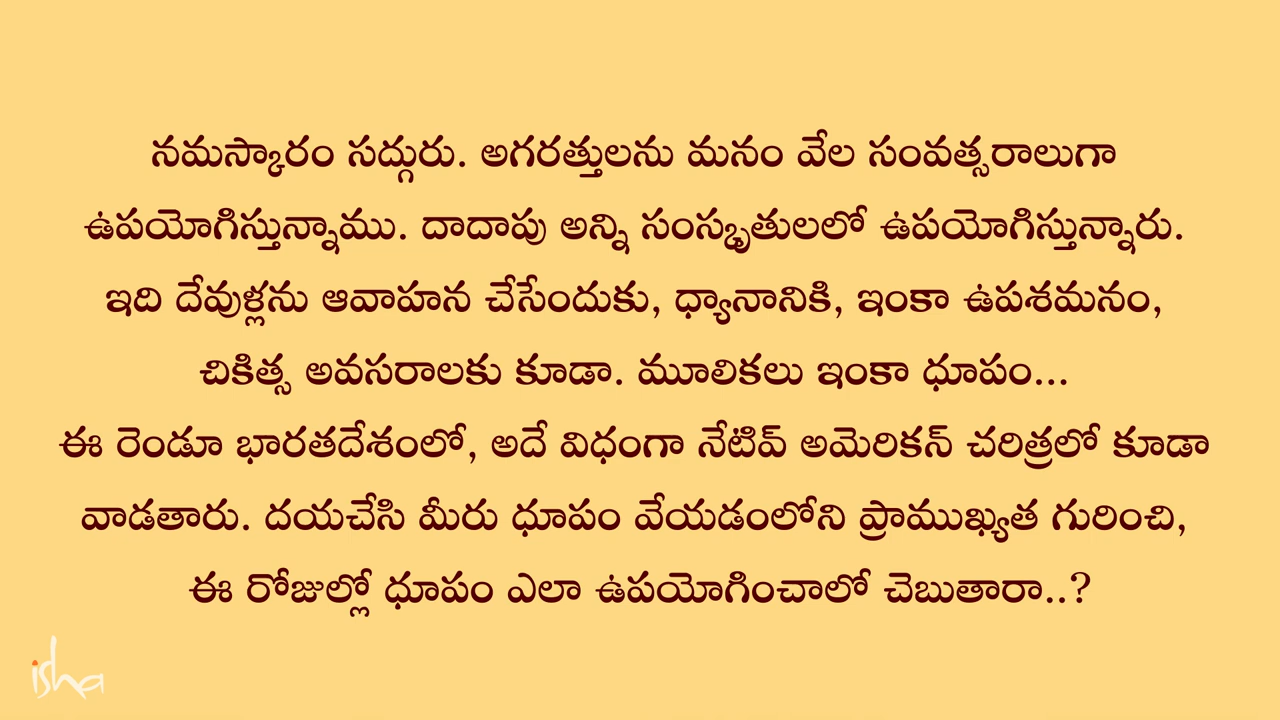 నమస్కారం సద్గురు. అగరత్తులను మనం వేల సంవత్సరాలుగా
ఉపయోగిస్తున్నాము. దాదాపు అన్ని సంస్కృతులలో ఉపయోగిస్తున్నారు.
ఇది దేవుళ్లను ఆవాహన చేసేందుకు, ధ్యానానికి, ఇంకా ఉపశమనం,
చికిత్స అవసరాలకు కూడా. మూలికలు ఇంకా ధూపం...
ఈ రెండూ భారతదేశంలో, అదే విధంగా నేటివ్ అమెరికన్ చరిత్రలో కూడా
వాడతారు. దయచేసి మీరు ధూపం వేయడంలోని ప్రాముఖ్యత గురించి,
ఈ రోజుల్లో ధూపం ఎలా ఉపయోగించాలో చెబుతారా..?
isha